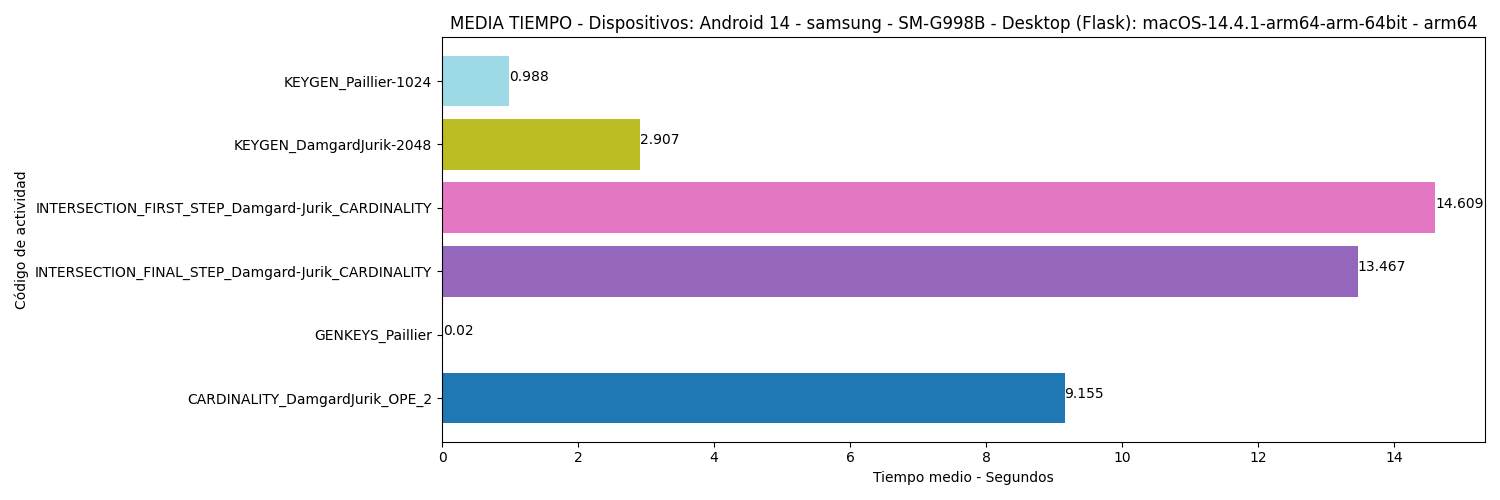 MEDIA TIEMPO - Dispositivos: Android 14 - samsung - SM-G998B - Desktop (Flask): macOS-14.4.1-arm64-arm-64bit - arm64
Código de actividad
KEYGEN_Paillier-1024
0.988
KEYGEN_DamgardJurik-2048
2.907
INTERSECTION_FIRST_STEP_Damgard-Jurik_CARDINALITY
14.609
INTERSECTION_FINAL_STEP_Damgard-Jurik_CARDINALITY
13.467
GENKEYS_Paillier
0.02
CARDINALITY_DamgardJurik_OPE_2
9.155
0 2 4 6 8 10 12 14
Tiempo medio - Segundos